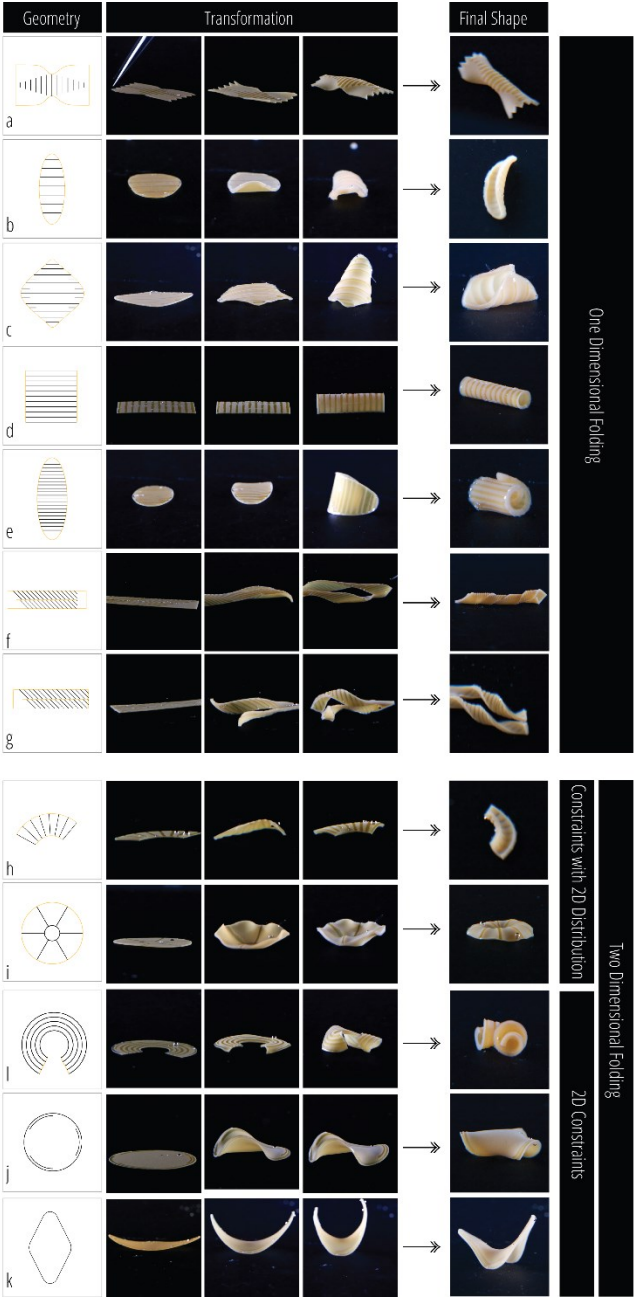 Geometry
Transformation
Final Shape
a
b
c
d
e
f
g
One Dimensional Folding
h
i
l
j
k
Constraints with 2D Distribution
2D Constraints
Two Dimensional Folding